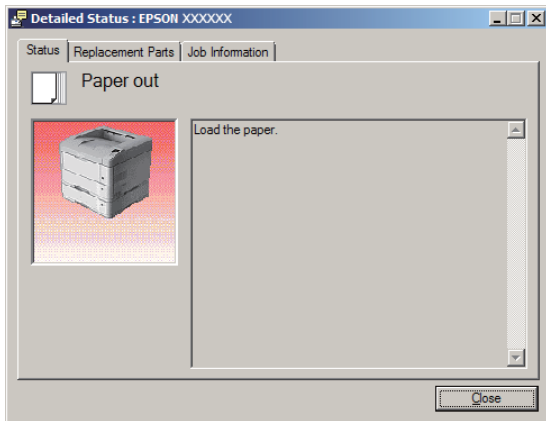 Detailed Status : EPSON XXXXXX
Status Replacement Parts Job Information
Paper out
Load the paper.
Close